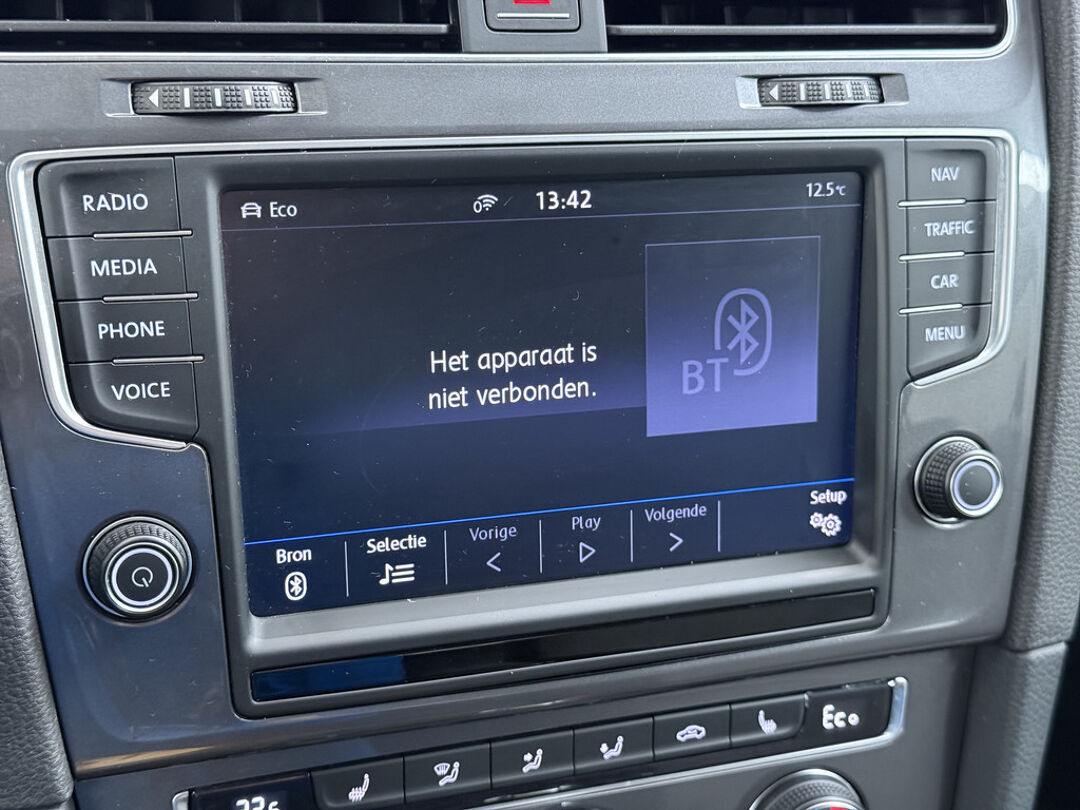 RADIO
MEDIA
PHONE
VOICE
Eco
0
13:42
12.5°C
Het apparaat is
niet verbonden.
BT
Bron
Selectie
Vorige
Play
Volgende
Setup
NAV
TRAFFIC
CAR
MENU
Eco